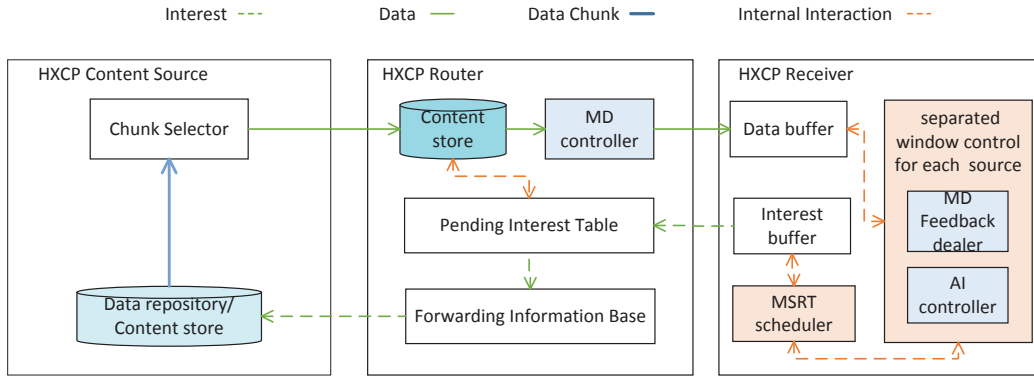 Interest
Data
Data Chunk
Internal Interaction
HXCP Content Source
Chunk Selector
Data repository/
Content store
HXCP Router
Content
store
MD
controller
Pending Interest Table
Forwarding Information Base
HXCP Receiver
Data buffer
Interest
buffer
MSRT
scheduler
separated
window control
for each source
MD
Feedback
dealer
AI
controller